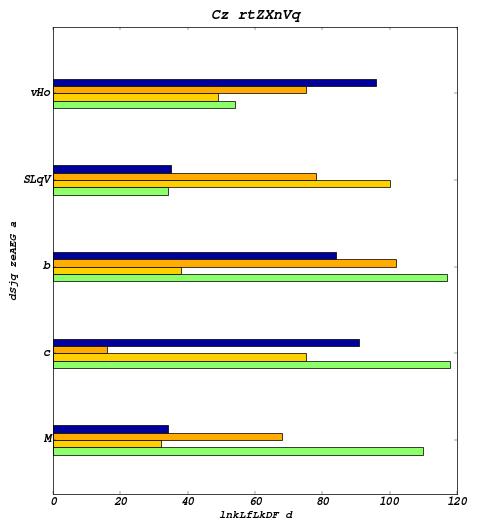 Cz rtZXnVq
vHo
SLqV
b
c
M
dsjq zeAEG a
0 20 40 60 80 100 120
lnkLfLkDF d